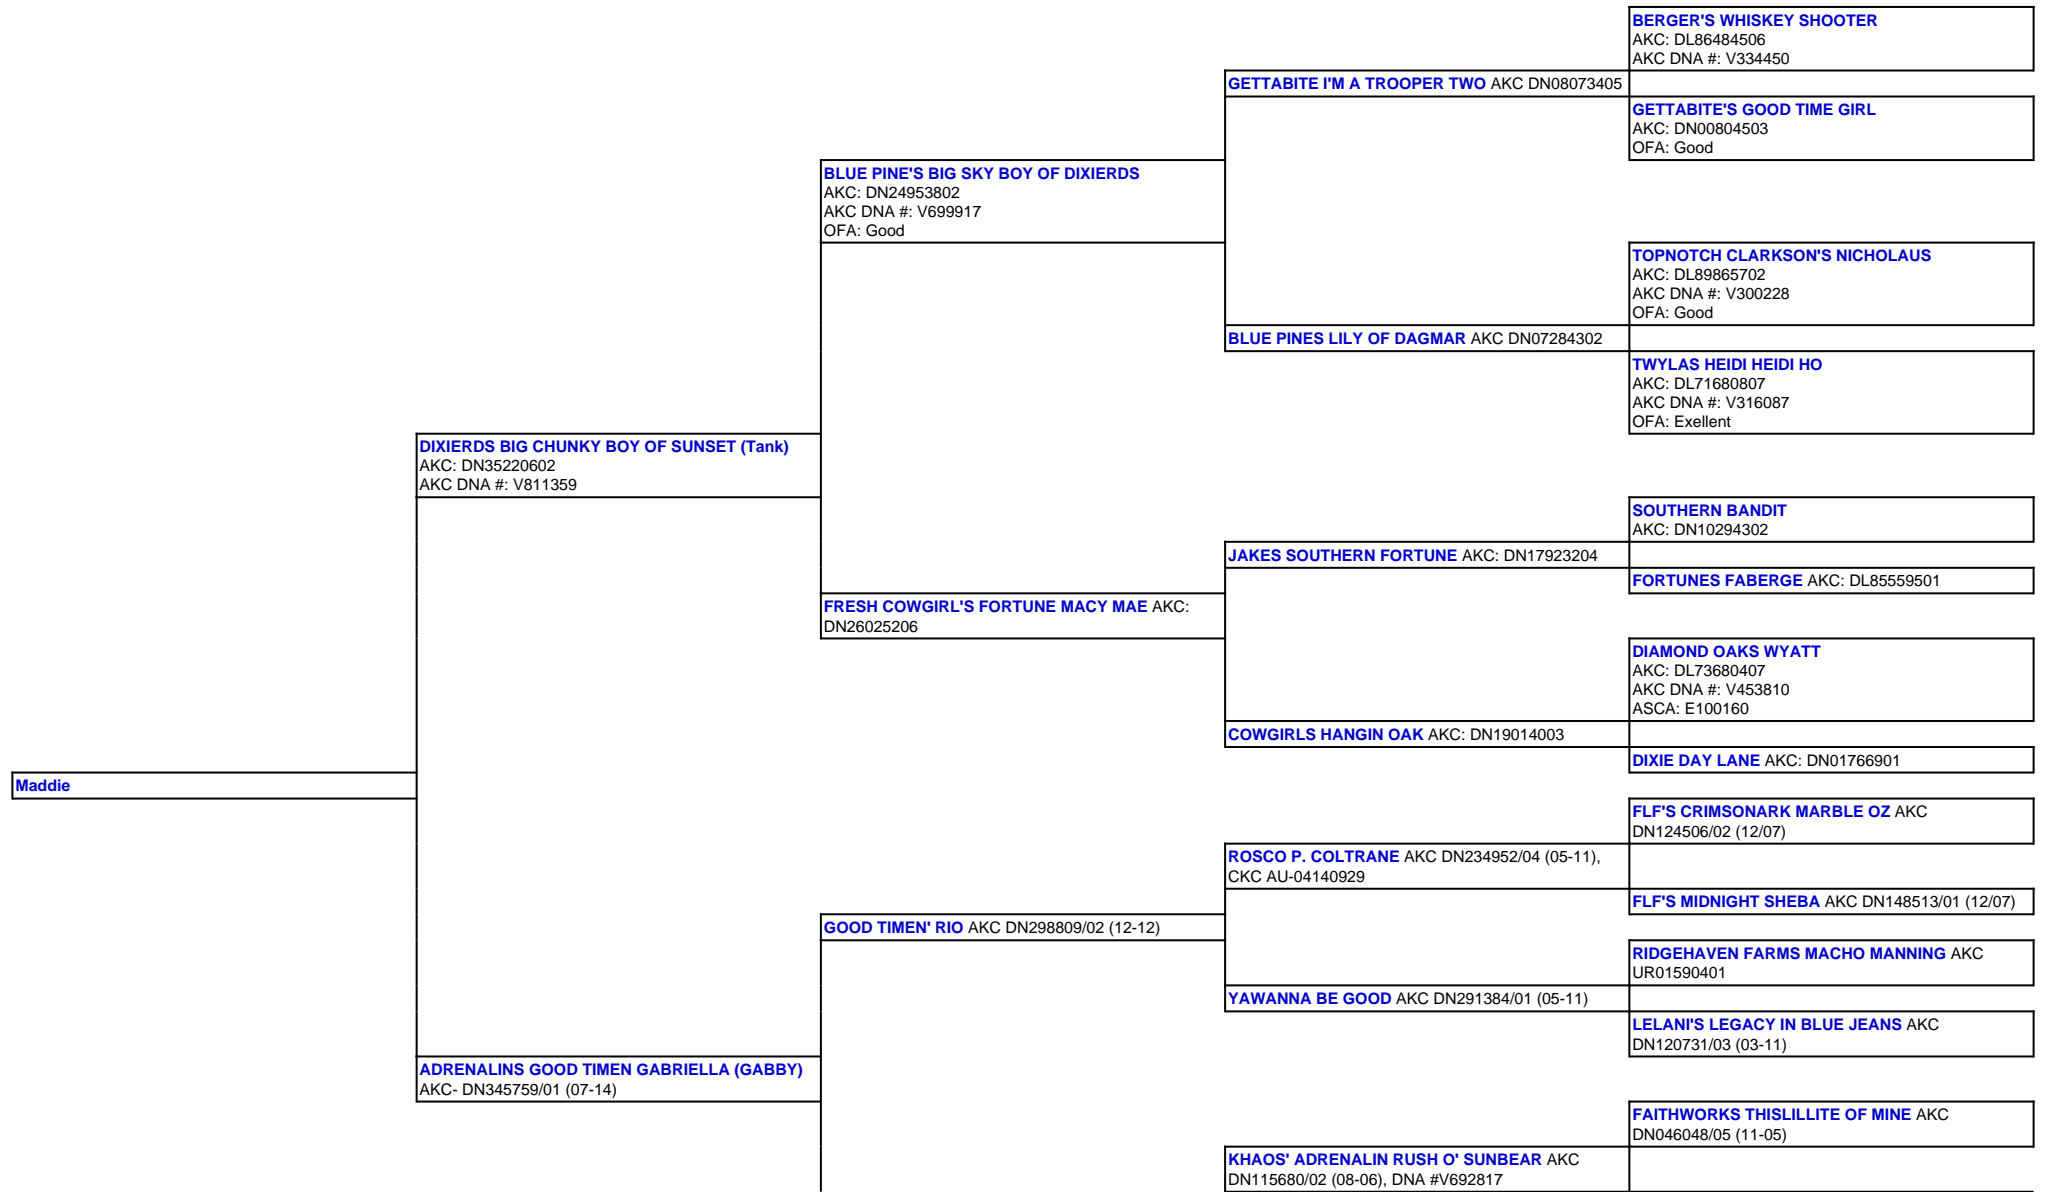 BERGER'S WHISKEY SHOOTER
AKC: DL86484506
AKC DNA #: V334450
GETTABITE I'M A TROOPER TWO AKC DN08073405
GETTABITE'S GOOD TIME GIRL
AKC: DN00804503
OFA: Good
BLUE PINE'S BIG SKY BOY OF DIXIERDS
AKC: DN24953802
AKC DNA #: V699917
OFA: Good
TOPNOTCH CLARKSON'S NICHOLAUS
AKC: DL89865702
AKC DNA #: V300228
OFA: Good
BLUE PINES LILY OF DAGMAR AKC DN07284302
TWYLAS HEIDI HEIDI HO
AKC: DL71680807
AKC DNA #: V316087
OFA: Exellent
DIXIERDS BIG CHUNKY BOY OF SUNSET (Tank)
AKC: DN35220602
AKC DNA #: V811359
SOUTHERN BANDIT
AKC: DN10294302
JAKES SOUTHERN FORTUNE AKC: DN17923204
FORTUNES FABERGE AKC: DL85559501
FRESH COWGIRL'S FORTUNE MACY MAE AKC:
DN26025206
DIAMOND OAKS WYATT
AKC: DL73680407
AKC DNA #: V453810
ASCA: E100160
COWGIRLS HANGIN OAK AKC: DN19014003
DIXIE DAY LANE AKC: DN01766901
Maddie
FLF'S CRIMSONARK MARBLE OZ AKC
DN124506/02 (12/07)
ROSCO P. COLTRANE AKC DN234952/04 (05-11),
CKC AU-04140929
FLF'S MIDNIGHT SHEBA AKC DN148513/01 (12/07)
GOOD TIMEN' RIO AKC DN298809/02 (12-12)
RIDGEHAVEN FARMS MACHO MANNING AKC
UR01590401
YAWANNA BE GOOD AKC DN291384/01 (05-11)
LELANI'S LEGACY IN BLUE JEANS AKC
DN120731/03 (03-11)
ADRENALINS GOOD TIMEN GABRIELLA (GABBY)
AKC- DN345759/01 (07-14)
FAITHWORKS THISLILLITE OF MINE AKC
DN046048/05 (11-05)
KHAOS' ADRENALIN RUSH O' SUNBEAR AKC
DN115680/02 (08-06), DNA #V692817